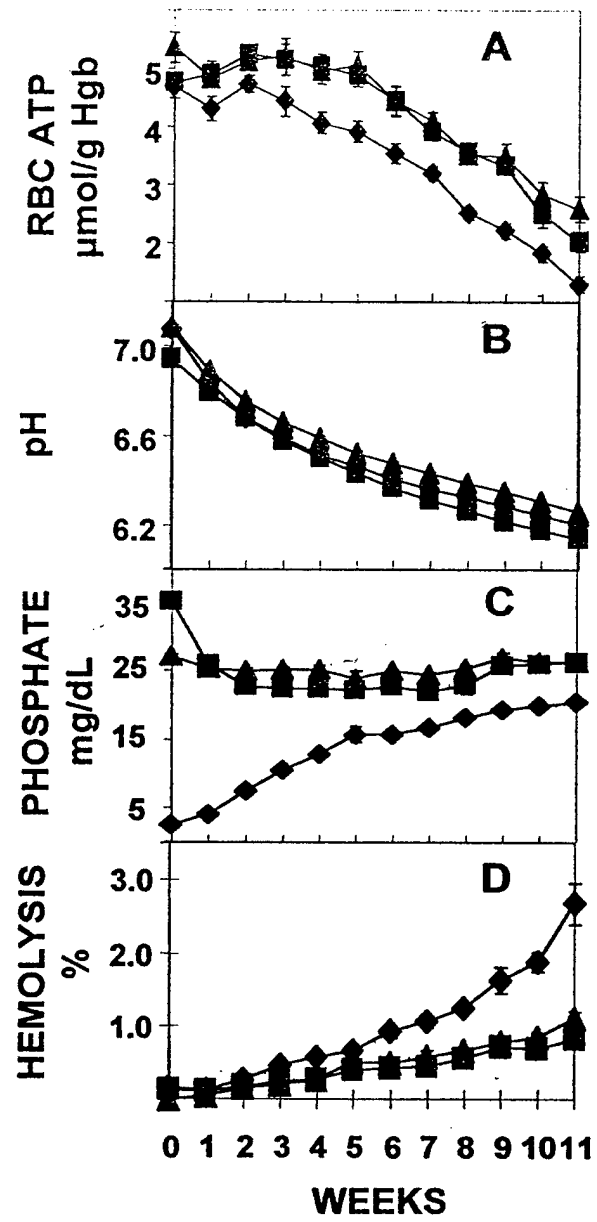 A
RBC ATP
µmol/g Hgb
5
4
3
2
B
pH
7.0
6.6
6.2
C
PHOSPHATE
mg/dL
35
25
15
5
D
HEMOLYSIS
%
3.0
2.0
1.0
0 1 2 3 4 5 6 7 8 9 10 11
WEEKS